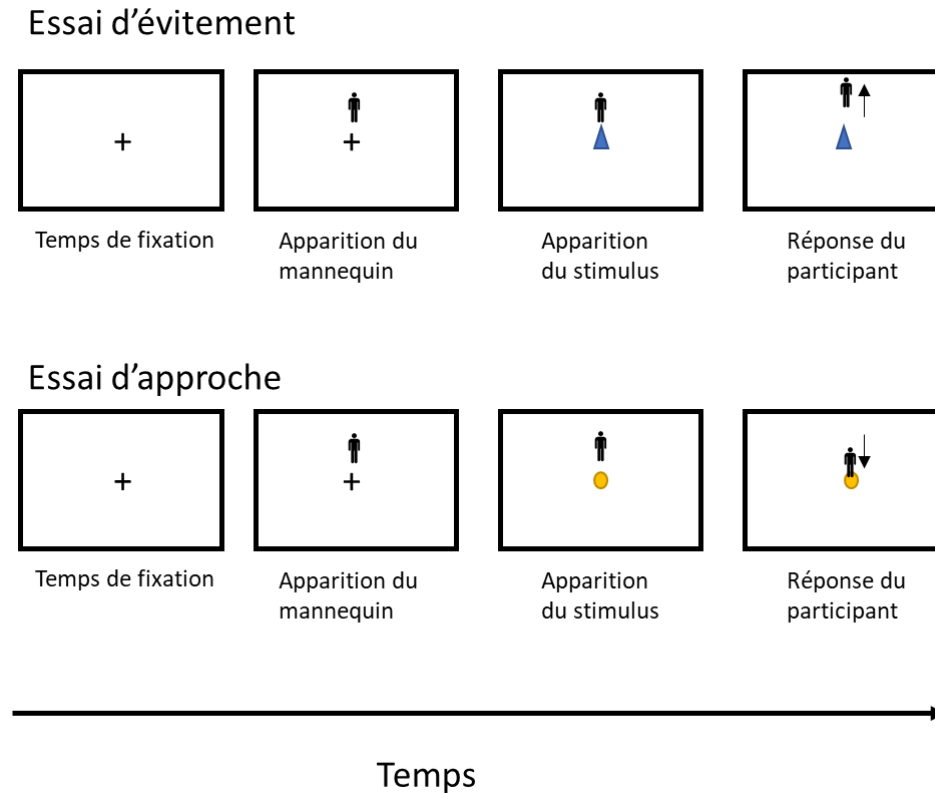 Essai d'évitement
Temps de fixation
Apparition du
mannequin
Apparition
du stimulus
Réponse du
participant
Essai d'approche
Temps de fixation
Apparition du
mannequin
Apparition
du stimulus
Réponse du
participant
Temps